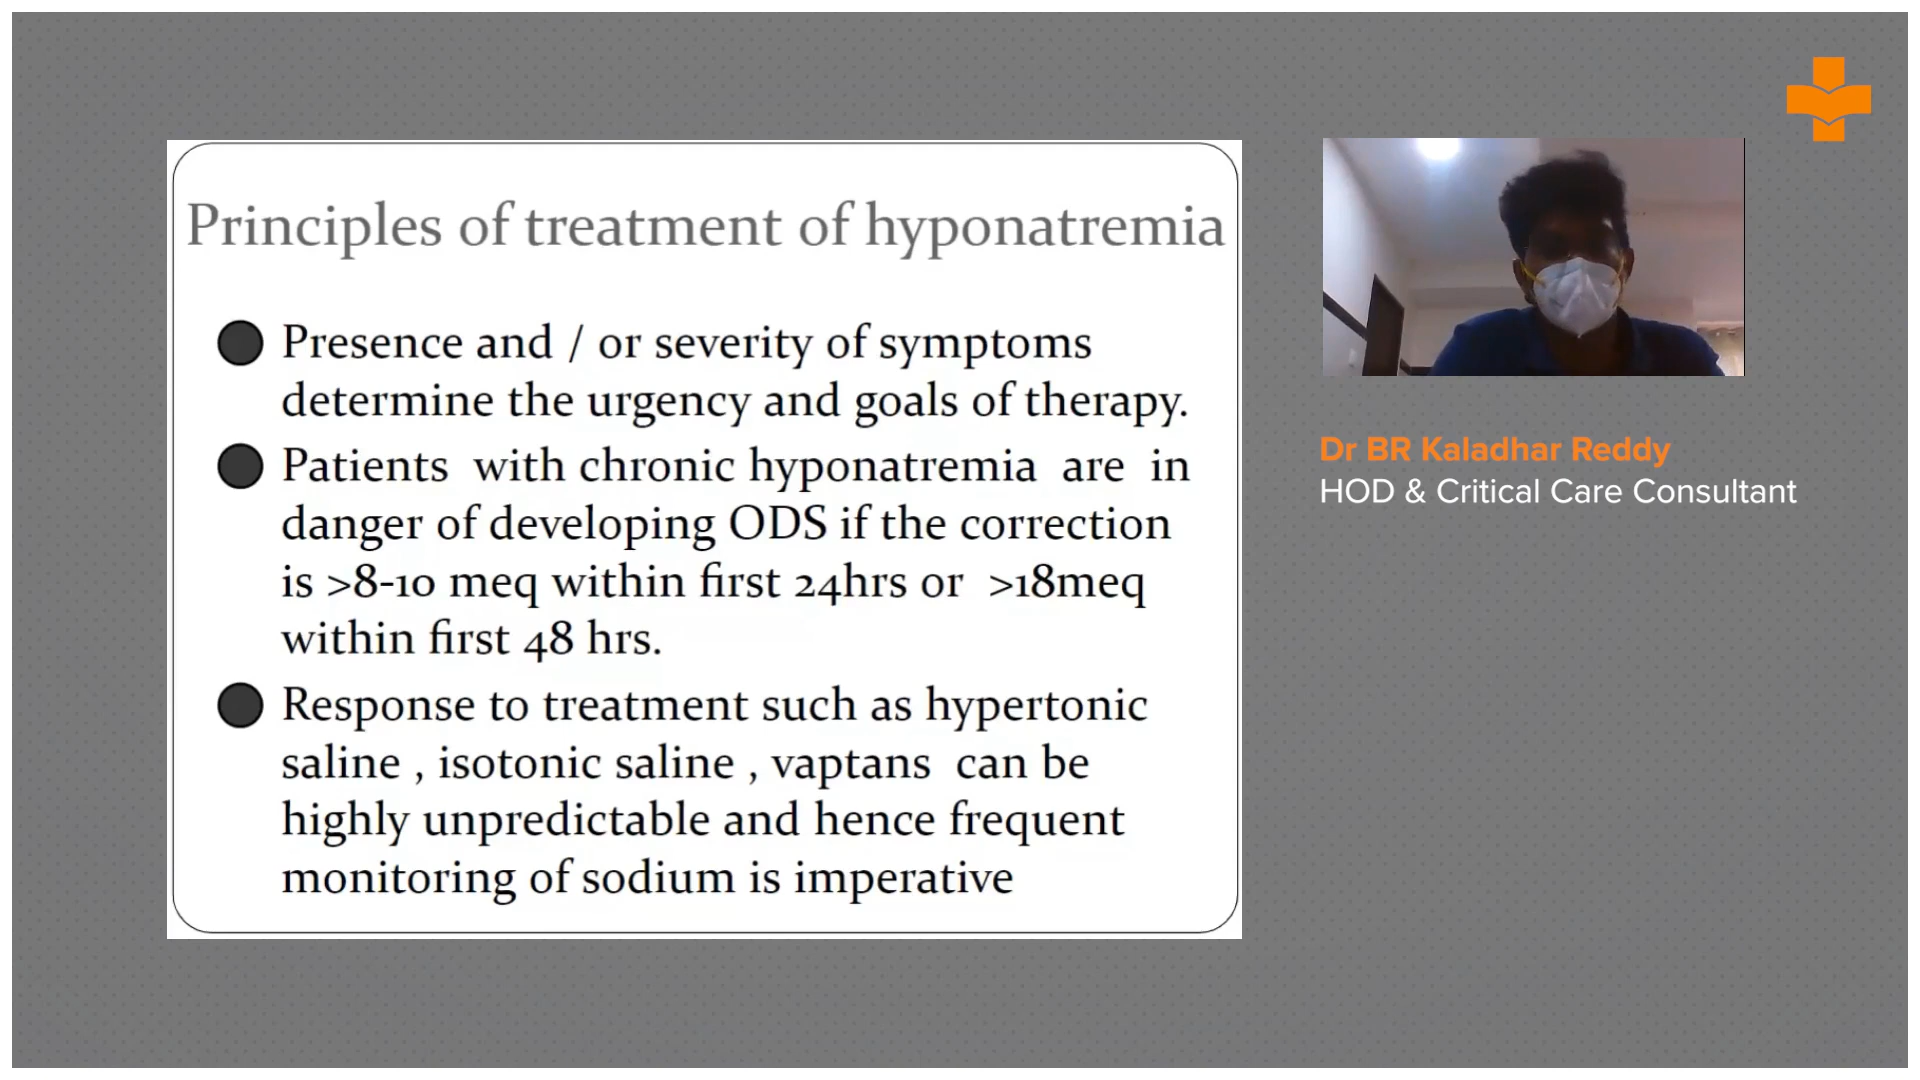 Principles of treatment of hyponatremia
Presence and / or severity of symptoms
determine the urgency and goals of therapy.
Patients with chronic hyponatremia are in
danger of developing ODS if the correction
is >8-10 meq within first 24hrs or >18meq
within first 48 hrs.
Response to treatment such as hypertonic
saline , isotonic saline , vaptans can be
highly unpredictable and hence frequent
monitoring of sodium is imperative
Dr BR Kaladhar Reddy
HOD & Critical Care Consultant